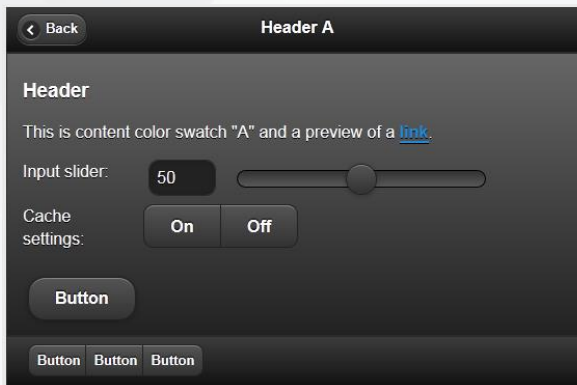 Back
Header A
Header
This is content color swatch "A" and a preview of a link.
Input slider:
50
Cache
settings:
On
Off
Button
Button Button Button